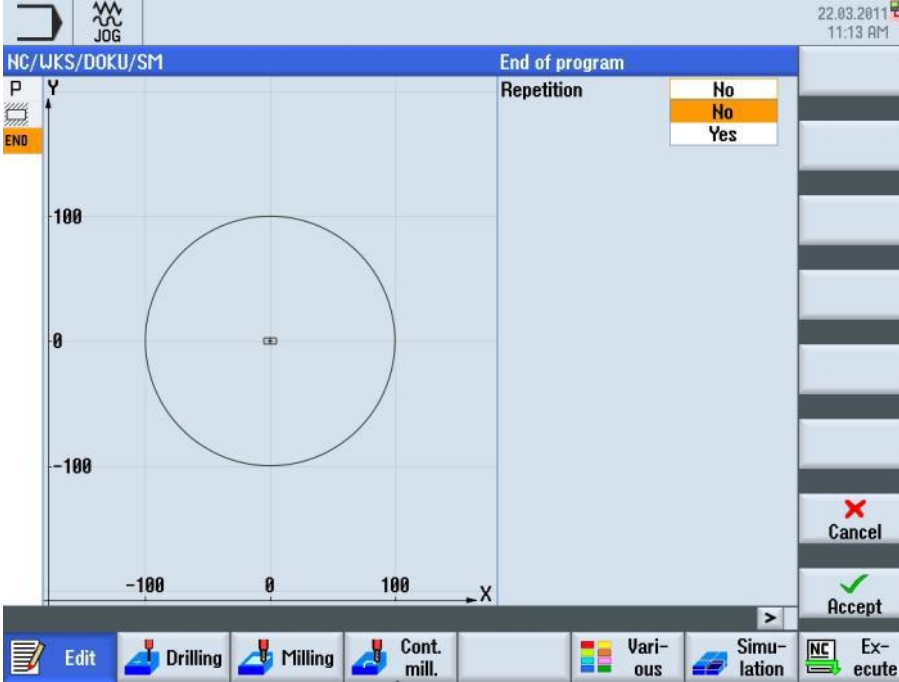 JOG
22.03.2011
11:13 AM
NC/WKS/DOKU/SM
End of program
P
Y
Repetition
No
No
Yes
END
100
0
-100
-100
0
100
X
Cancel
Accept
>
Edit
Drilling
Milling
Cont.
mill.
Vari-
ous
Simu-
lation
NC
Ex-
ecute